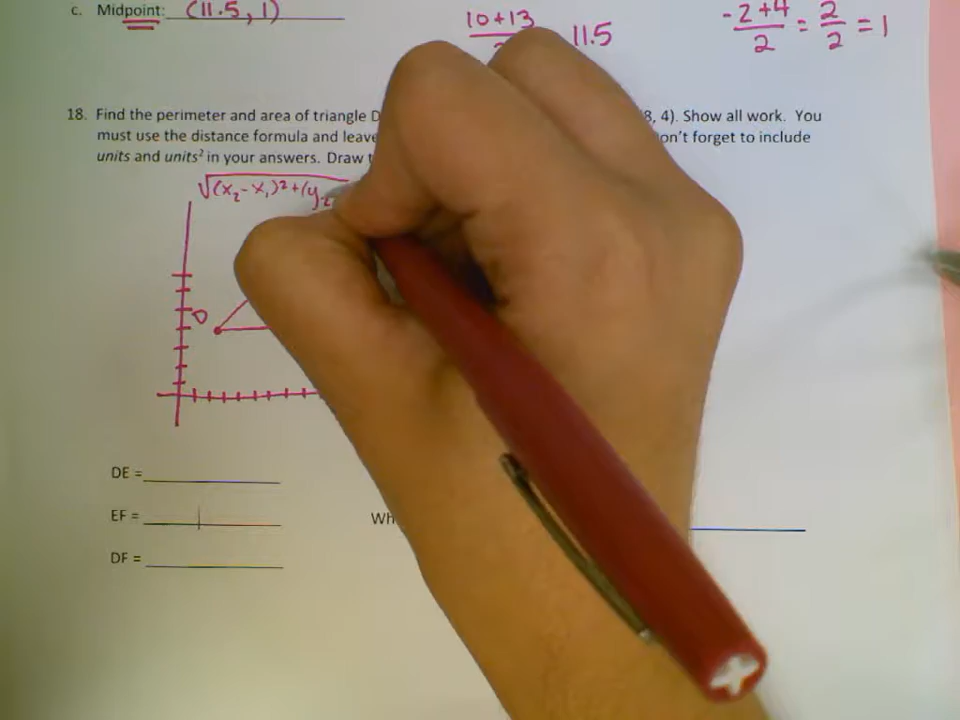 c. Midpoint: (11.5, 1)
10+13
11.5
-2+4/2 = 2/2 = 1
18. Find the perimeter and area of triangle D 8, 4). Show all work. You
must use the distance formula and leave on't forget to include
units and units² in your answers. Draw
√(x₂-x₁)²+(y₂
D
DE =
EF =
DF =